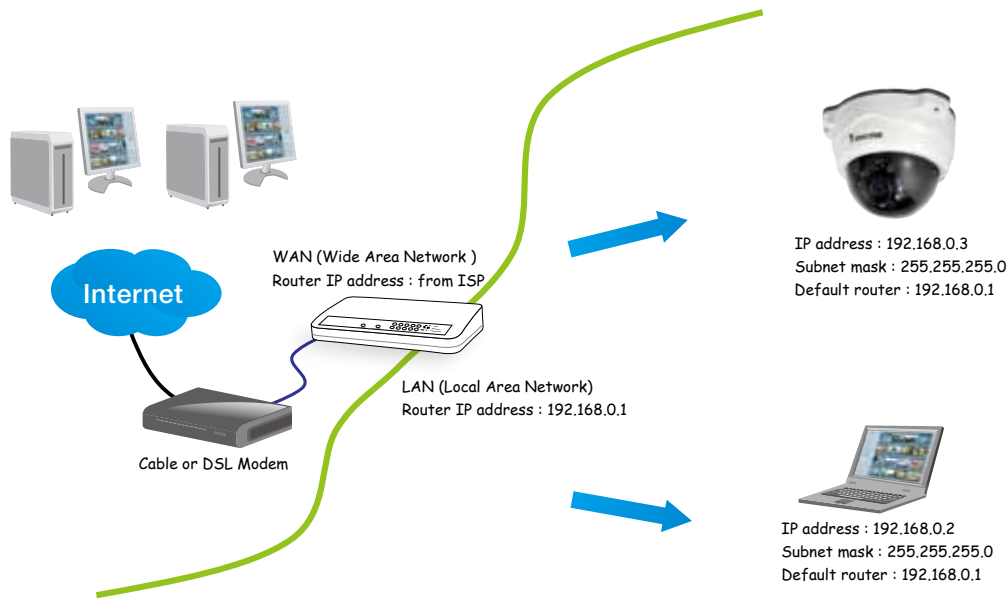 WAN (Wide Area Network )
Router IP address : from ISP
Internet
LAN (Local Area Network)
Router IP address : 192.168.0.1
Cable or DSL Modem
IP address : 192.168.0.3
Subnet mask : 255.255.255.0
Default router : 192.168.0.1
IP address : 192.168.0.2
Subnet mask : 255.255.255.0
Default router : 192.168.0.1